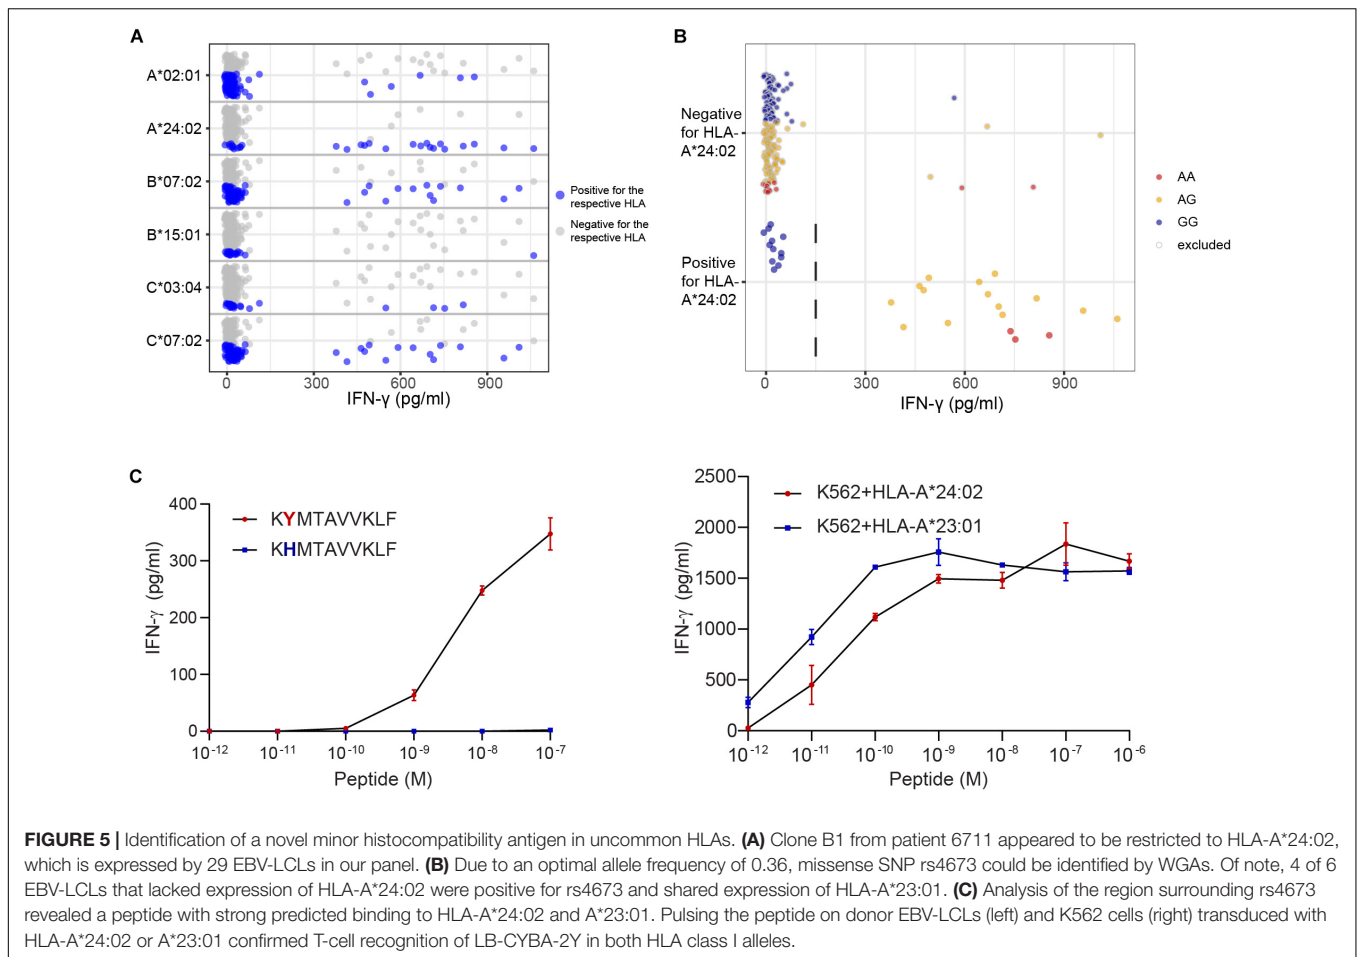 A
A*02:01
A*24:02
B*07:02
B*15:01
C*03:04
C*07:02
0 300 600 900
IFN-γ (pg/ml)
Positive for the
respective HLA
Negative for the
respective HLA
B
Negative
for HLA-
A*24:02
Positive
for HLA-
A*24:02
0 300 600 900
IFN-γ (pg/ml)
AA
AG
GG
excluded
C
IFN-γ (pg/ml)
400
300
200
100
0
KYMTAVVKLF
KHMTAVVKLF
10-12 10-11 10-10 10-9 10-8 10-7
Peptide (M)
IFN-γ (pg/ml)
2500
2000
1500
1000
500
0
K562+HLA-A*24:02
K562+HLA-A*23:01
10-12 10-11 10-10 10-9 10-8 10-7 10-6
Peptide (M)
FIGURE 5 | Identification of a novel minor histocompatibility antigen in uncommon HLAs. (A) Clone B1 from patient 6711 appeared to be restricted to HLA-A*24:02,
which is expressed by 29 EBV-LCLs in our panel. (B) Due to an optimal allele frequency of 0.36, missense SNP rs4673 could be identified by WGAs. Of note, 4 of 6
EBV-LCLs that lacked expression of HLA-A*24:02 were positive for rs4673 and shared expression of HLA-A*23:01. (C) Analysis of the region surrounding rs4673
revealed a peptide with strong predicted binding to HLA-A*24:02 and A*23:01. Pulsing the peptide on donor EBV-LCLs (left) and K562 cells (right) transduced with
HLA-A*24:02 or A*23:01 confirmed T-cell recognition of LB-CYBA-2Y in both HLA class I alleles.